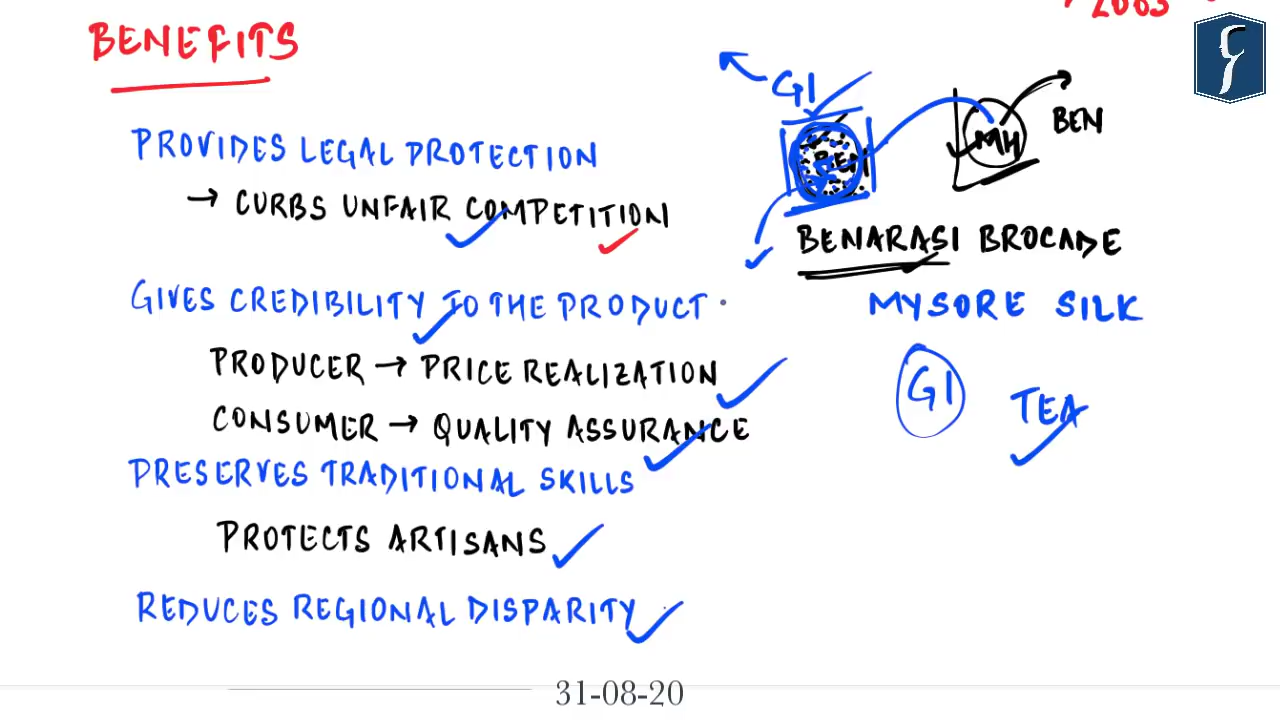 2003
BENEFITS
GI
BEN
MH
BEN
PROVIDES LEGAL PROTECTION
→ CURBS UNFAIR COMPETITION
BENARASI BROCADE
GIVES CREDIBILITY TO THE PRODUCT
MYSORE SILK
PRODUCER → PRICE REALIZATION
GI
TEA
CONSUMER → QUALITY ASSURANCE
PRESERVES TRADITIONAL SKILLS
PROTECTS ARTISANS
REDUCES REGIONAL DISPARITY
31-08-20